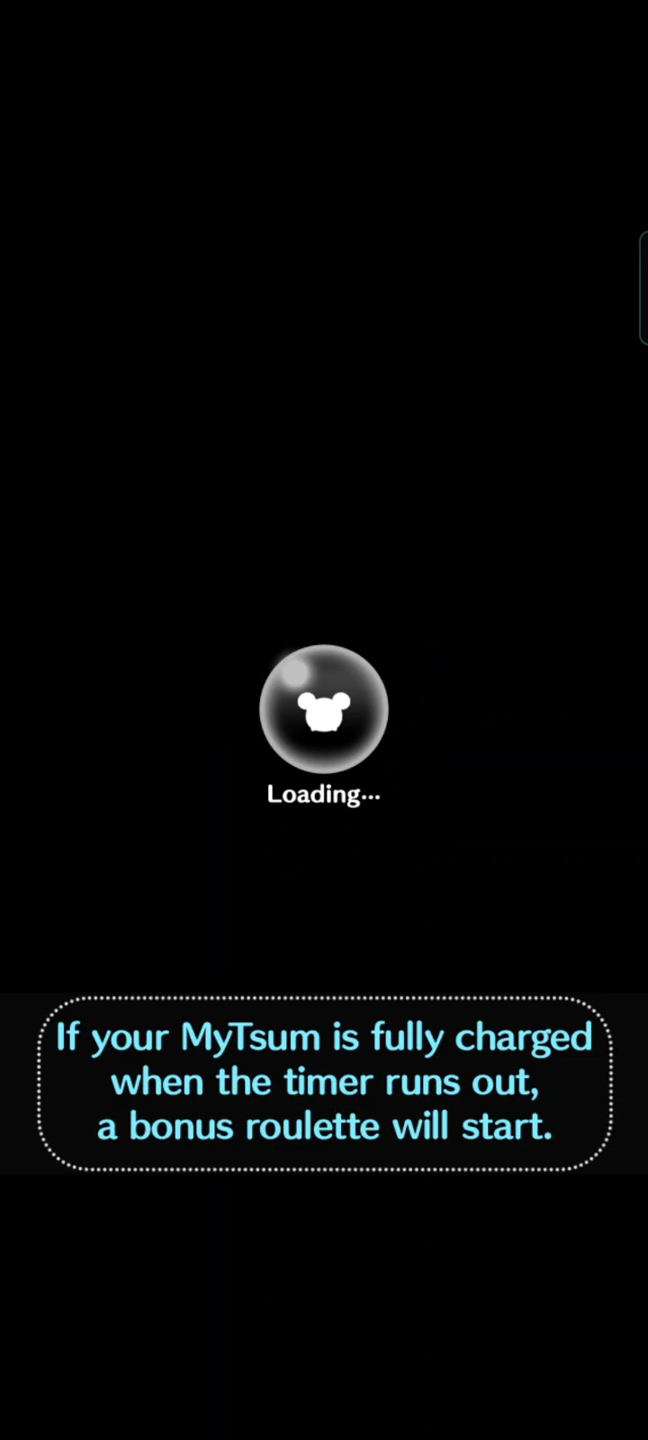 Loading···
If your MyTsum is fully charged
when the timer runs out,
a bonus roulette will start.